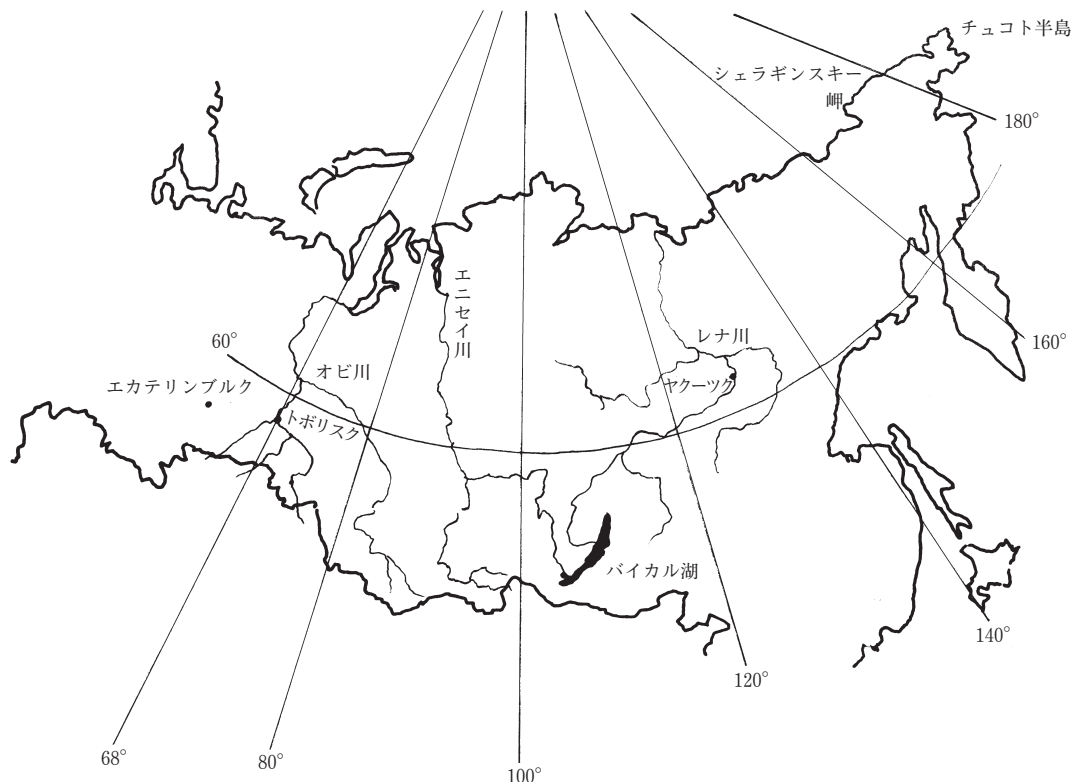 チュコト半島
シェラギンスキー
岬
180°
エニセイ川
レナ川
160°
60°
オビ川
エカテリンブルク
ヤクーツク
トボリスク
バイカル湖
140°
120°
68°
80°
100°